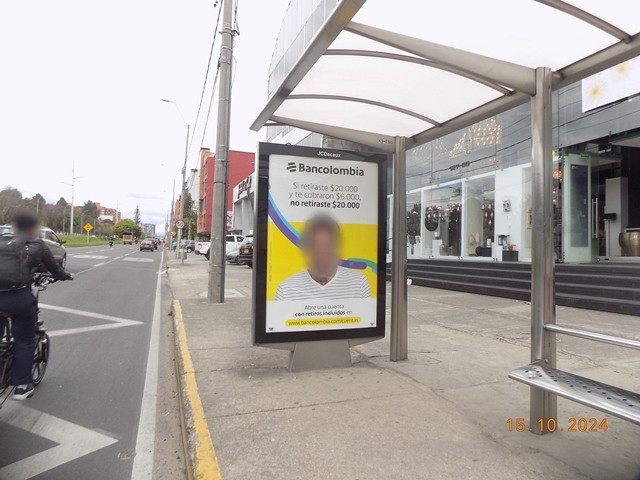 JCDecaux
Bancolombia
Si retiraste $20.000
y te cobraron $6.000,
no retiraste $20.000
Abre una cuenta
con retiros incluidos en
www.bancolombia.com/cuentas
15.10.2024